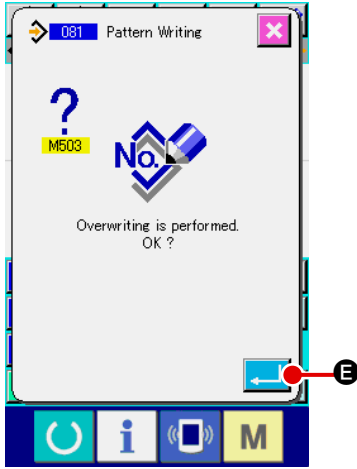 081 Pattern Writing
?
M503
No.
Overwriting is performed.
OK ?
E
i
M